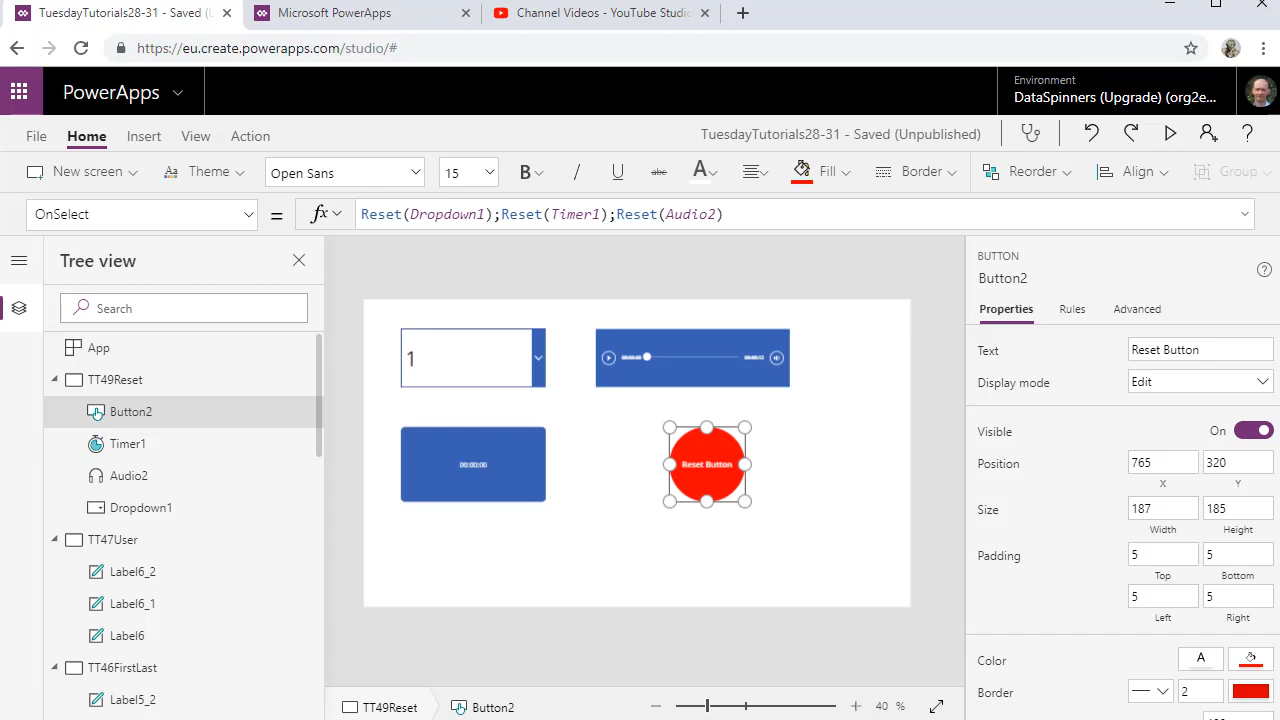 TuesdayTutorials28-31 - Saved (U
Microsoft PowerApps
Channel Videos - YouTube Studio
https://eu.create.powerapps.com/studio/#
PowerApps
Environment
DataSpinners (Upgrade) (org2e...
File Home Insert View Action
TuesdayTutorials28-31 - Saved (Unpublished)
New screen Theme Open Sans 15 B / U abc A Fill Border Reorder Align Group
OnSelect = fx Reset(Dropdown1);Reset(Timer1);Reset(Audio2)
Tree view
Search
App
TT49Reset
Button2
Timer1
Audio2
Dropdown1
TT47User
Label6_2
Label6_1
Label6
TT46FirstLast
Label5_2
1
00:00:00
Reset Button
TT49Reset Button2
40 %
BUTTON
Button2
Properties Rules Advanced
Text Reset Button
Display mode Edit
Visible On
Position 765 320
X Y
Size 187 185
Width Height
Padding 5 5
Top Bottom
5 5
Left Right
Color A
Border 2